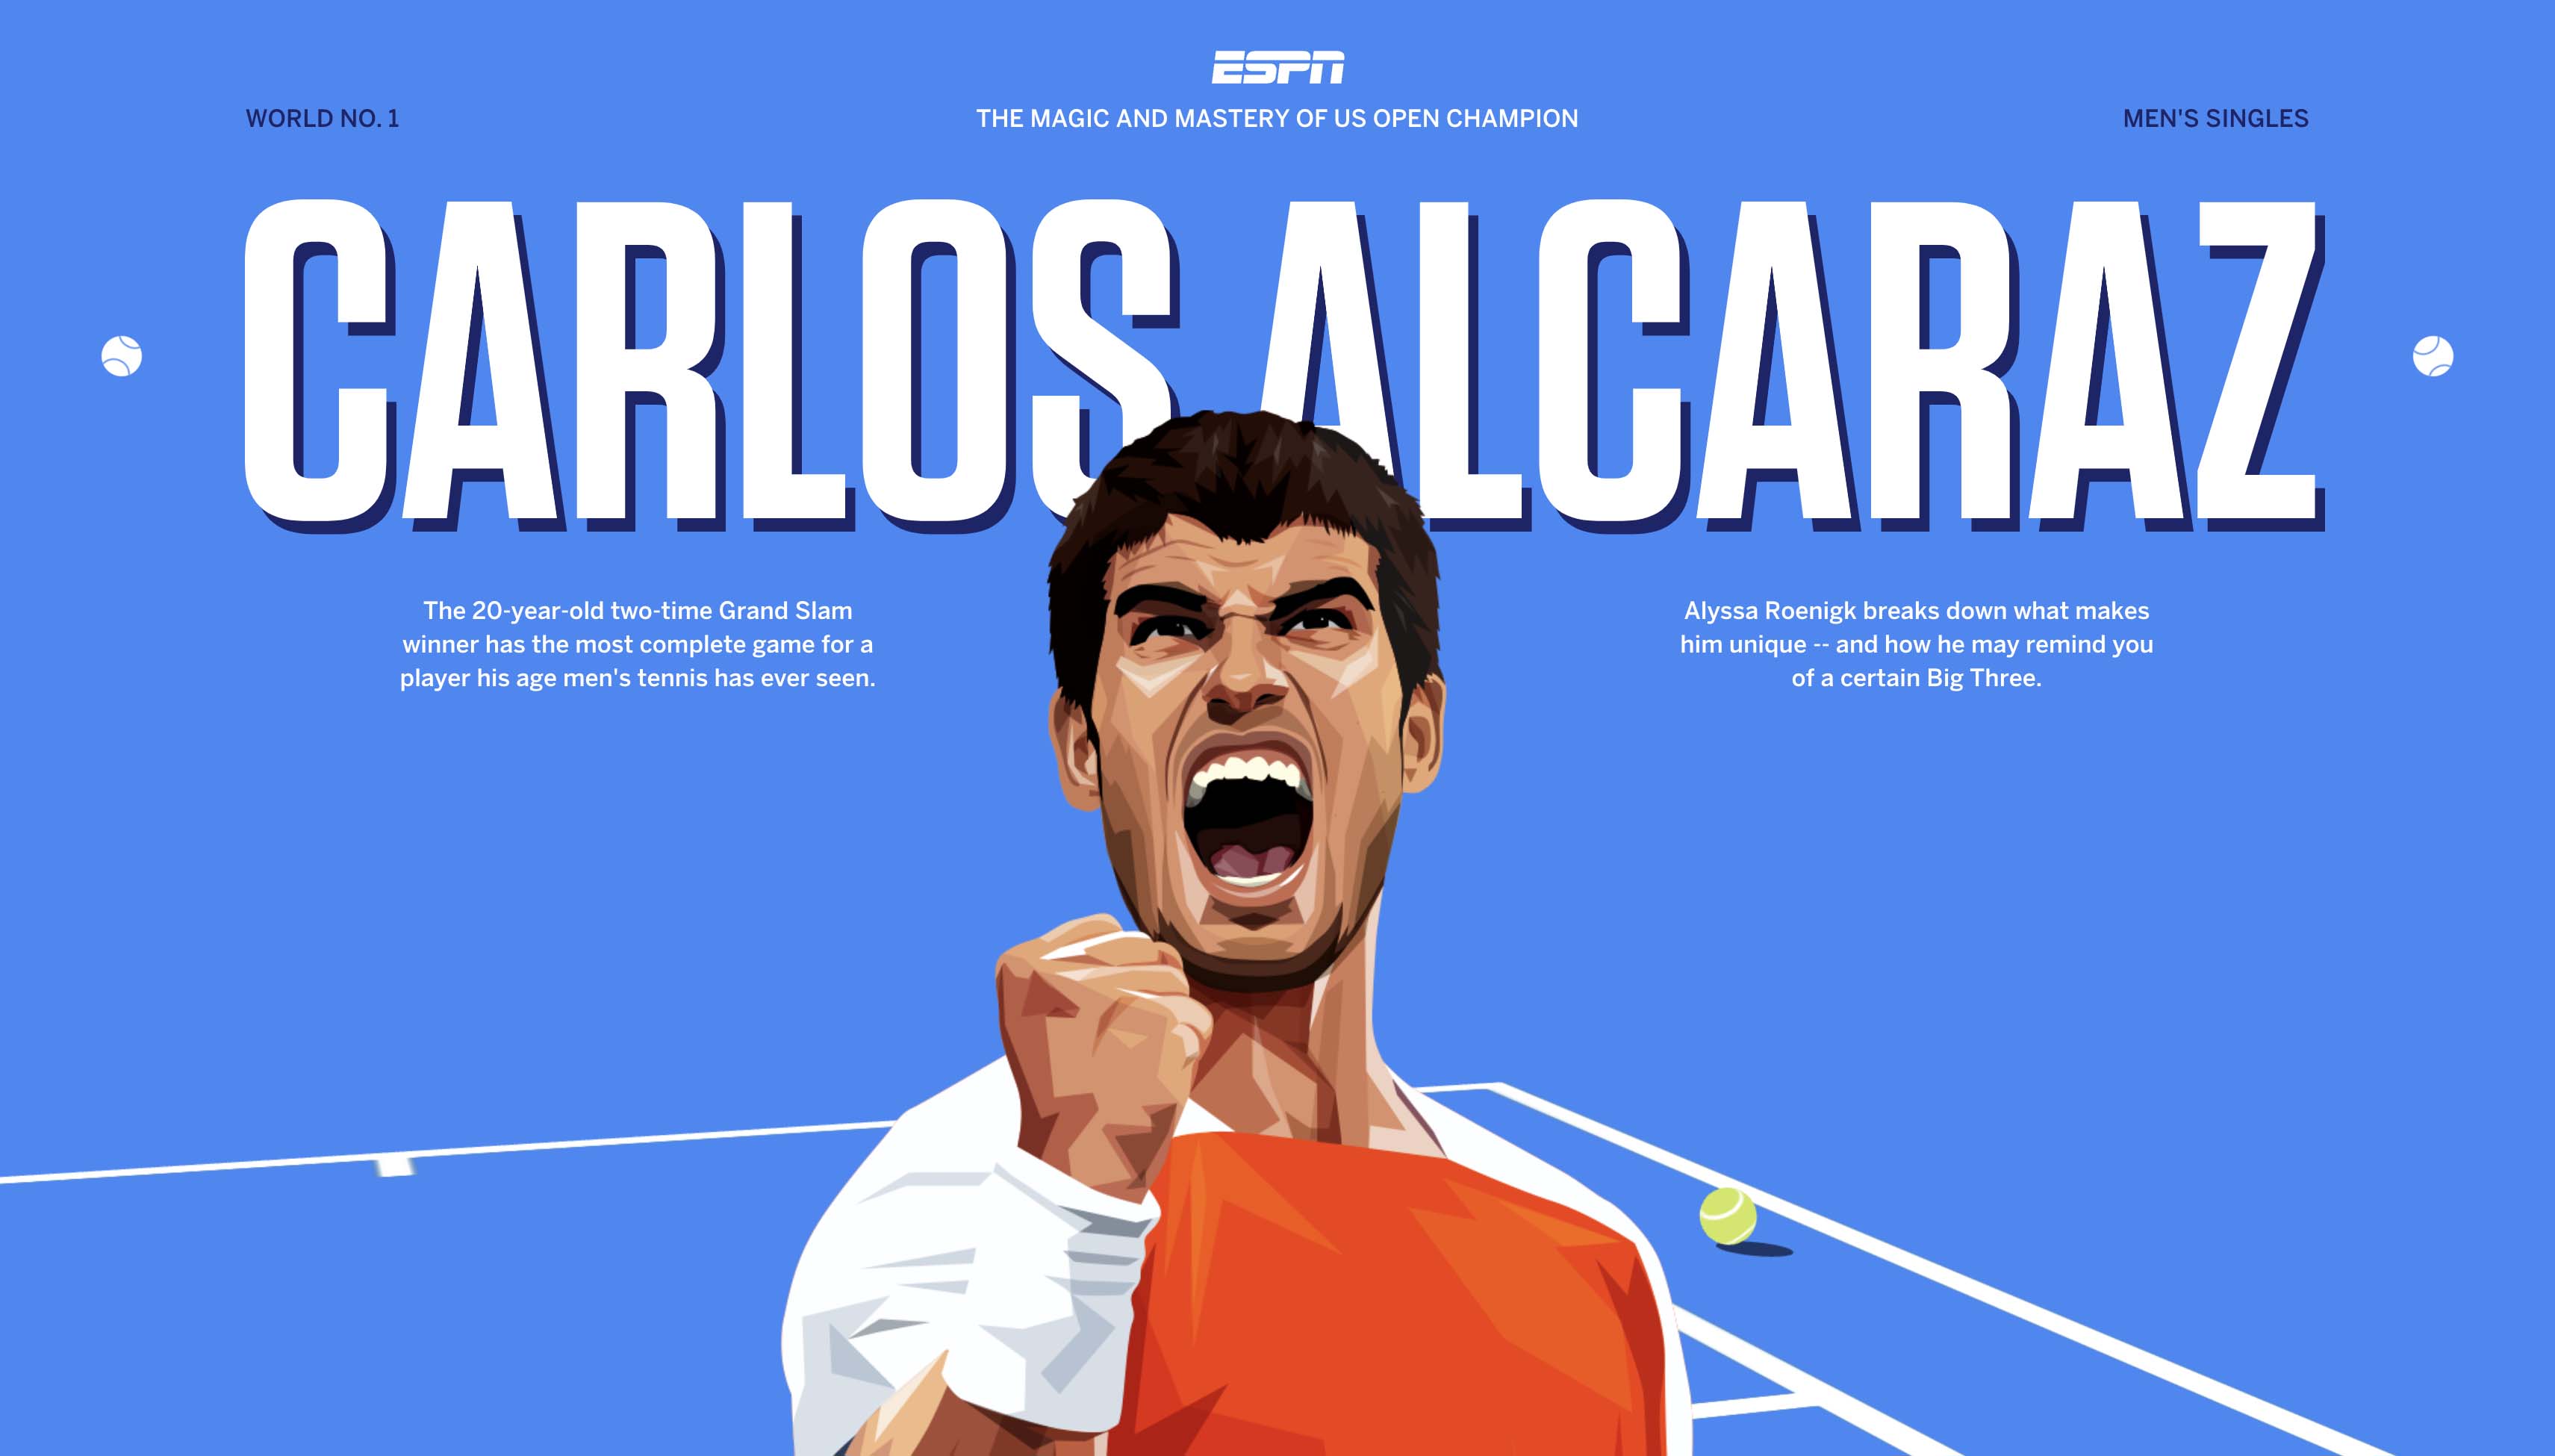 ESPN
WORLD NO. 1
THE MAGIC AND MASTERY OF US OPEN CHAMPION
MEN'S SINGLES
CARLOS ALCARAZ
The 20-year-old two-time Grand Slam
winner has the most complete game for a
player his age men's tennis has ever seen.
Alyssa Roenigk breaks down what makes
him unique -- and how he may remind you
of a certain Big Three.